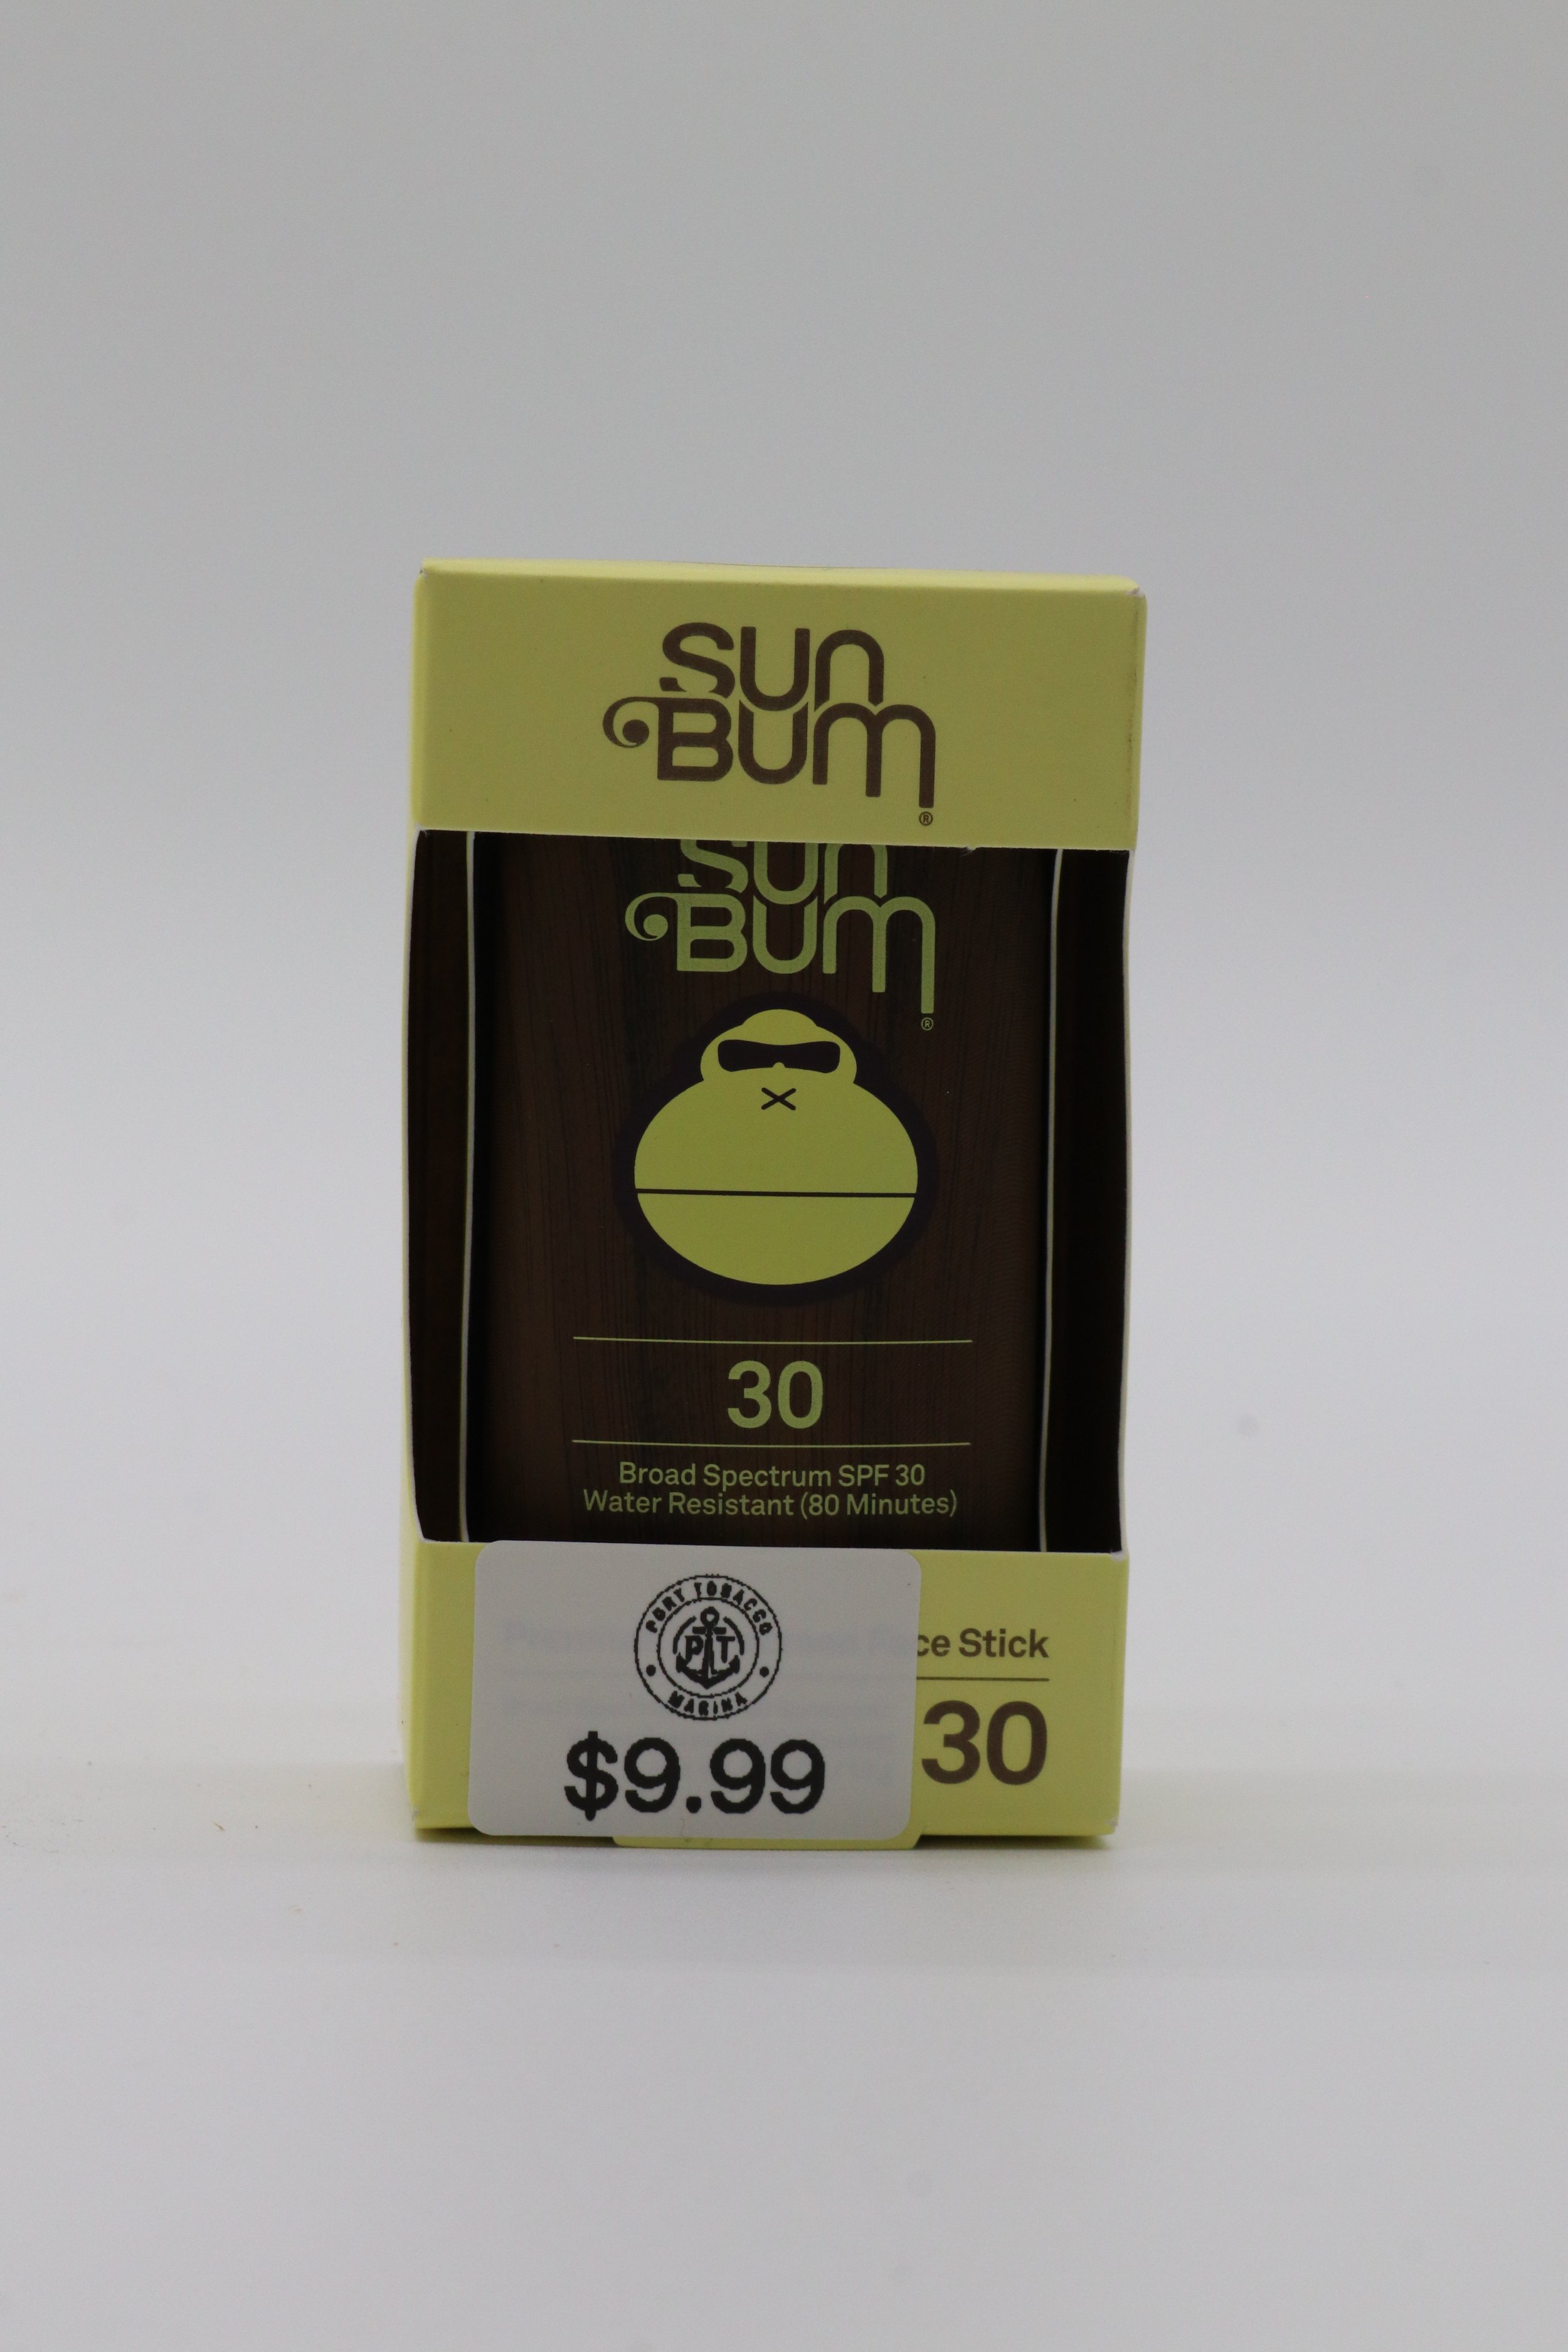 SUN
BUM®
SUN
BUM®
30
Broad Spectrum SPF 30
Water Resistant (80 Minutes)
PORT TOBACCO
PT
MARINA
Face Stick
30
$9.99